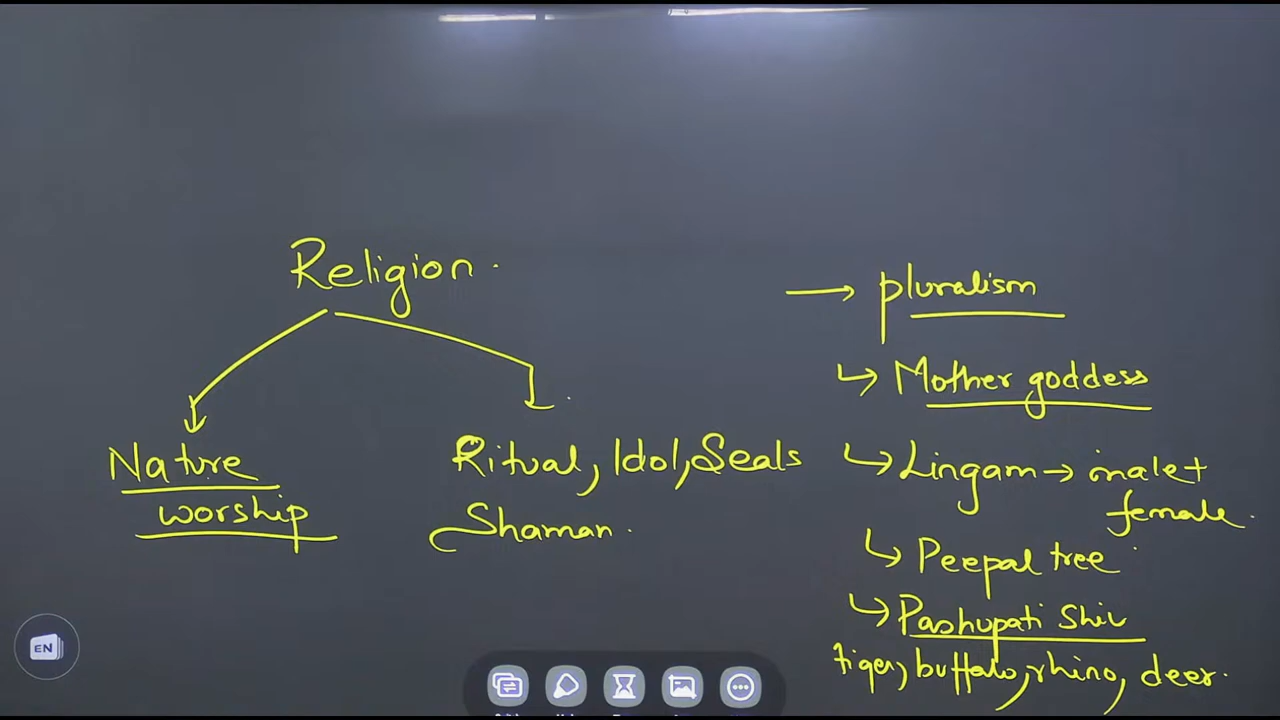 Religion.
Nature
worship
Ritual, Idol, Seals
Shaman.
→ pluralism
↳ Mother goddess
↳ Lingam → male +
female.
↳ Peepal tree
↳ Pashupati Shiv
tiger, buffalo, rhino, deer.
EN